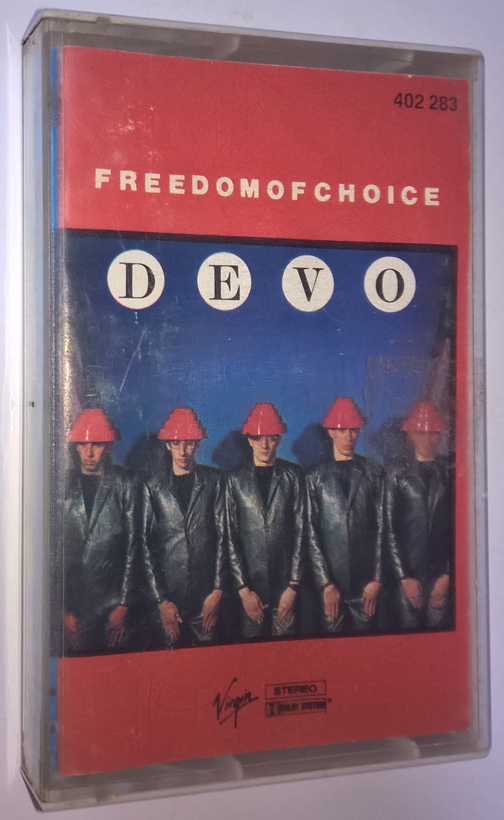 402 283
FREEDOMOFCHOICE
D E V O
Virgin
STEREO
DOLBY SYSTEM